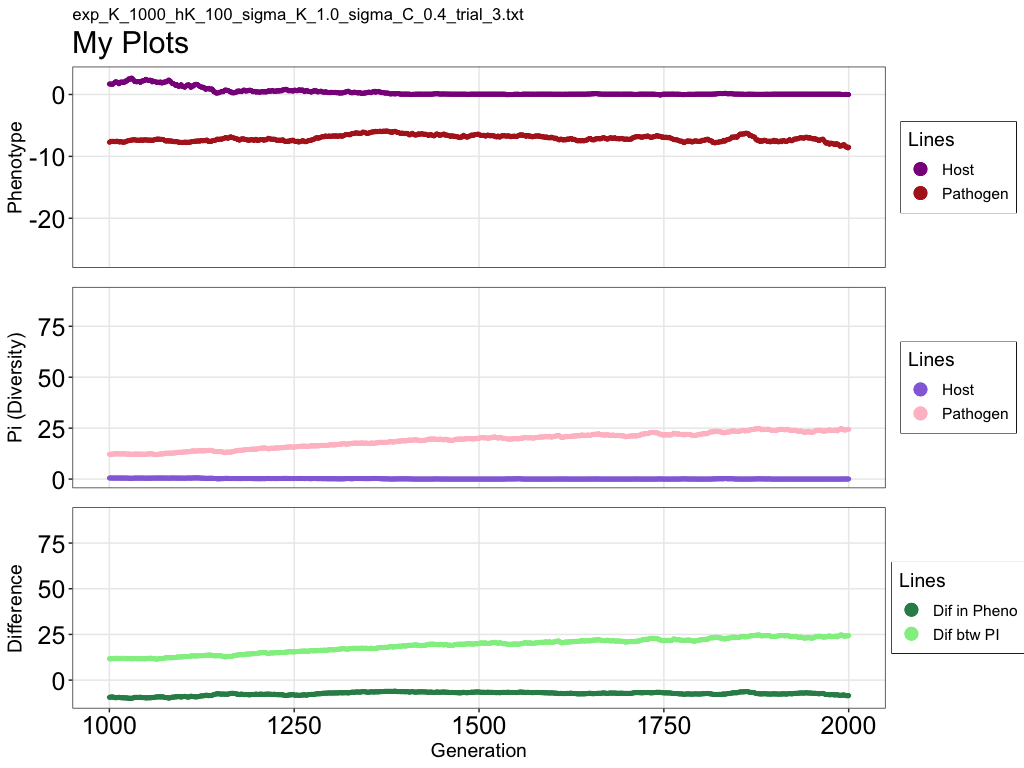 exp_K_1000_hK_100_sigma_K_1.0_sigma_C_0.4_trial_3.txt
My Plots
Phenotype
0
-10
-20
Lines
Host
Pathogen
Pi (Diversity)
75
50
25
0
Lines
Host
Pathogen
Difference
75
50
25
0
Lines
Dif in Pheno
Dif btw PI
1000 1250 1500 1750 2000
Generation